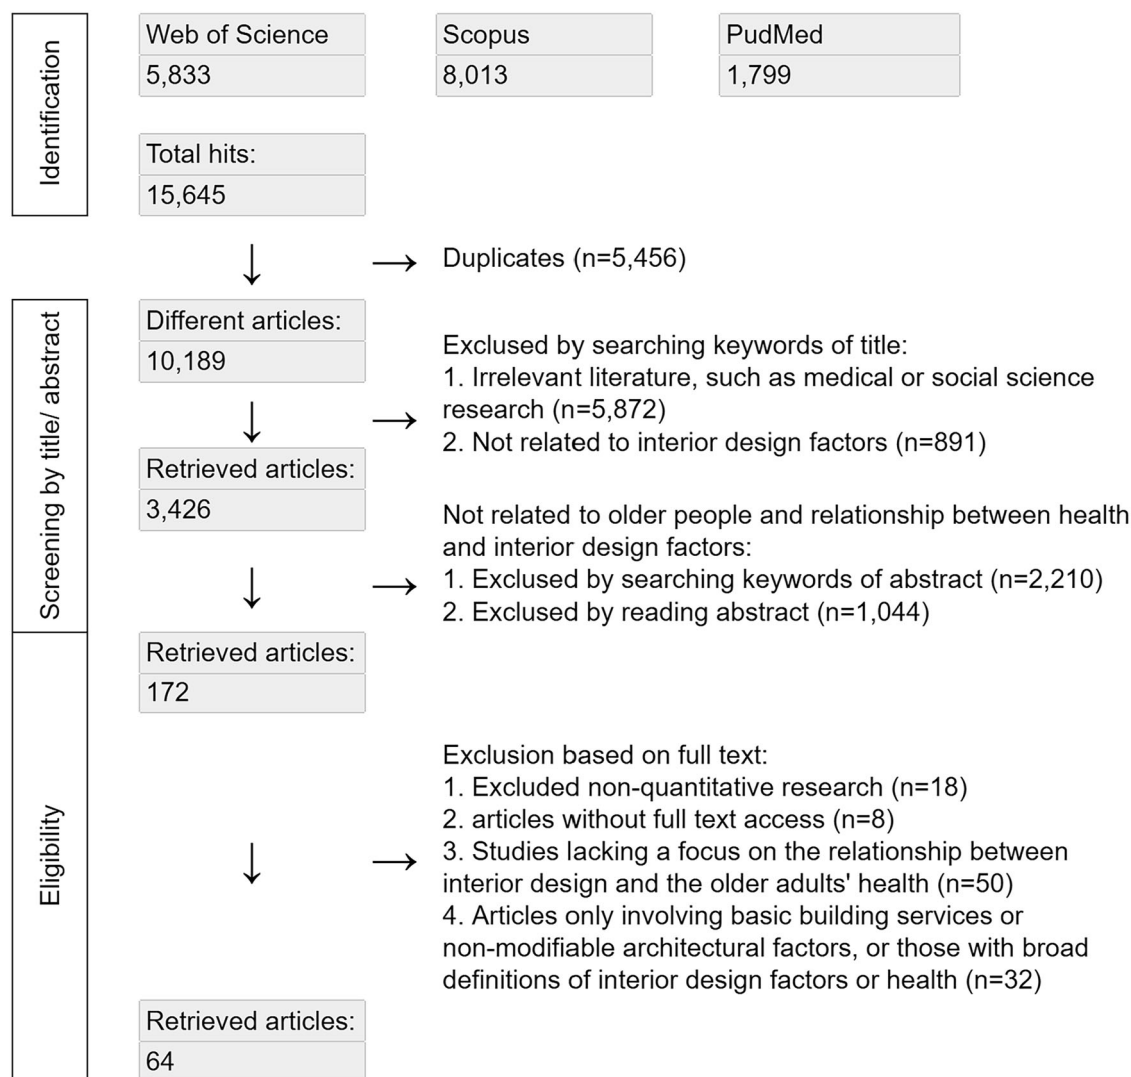 Identification
Web of Science
5,833
Scopus
8,013
PudMed
1,799
Total hits:
15,645
Duplicates (n=5,456)
Screening by title/ abstract
Different articles:
10,189
Exclused by searching keywords of title:
1. Irrelevant literature, such as medical or social science
research (n=5,872)
2. Not related to interior design factors (n=891)
Retrieved articles:
3,426
Not related to older people and relationship between health
and interior design factors:
1. Exclused by searching keywords of abstract (n=2,210)
2. Exclused by reading abstract (n=1,044)
Eligibility
Retrieved articles:
172
Exclusion based on full text:
1. Excluded non-quantitative research (n=18)
2. articles without full text access (n=8)
3. Studies lacking a focus on the relationship between
interior design and the older adults' health (n=50)
4. Articles only involving basic building services or
non-modifiable architectural factors, or those with broad
definitions of interior design factors or health (n=32)
Retrieved articles:
64